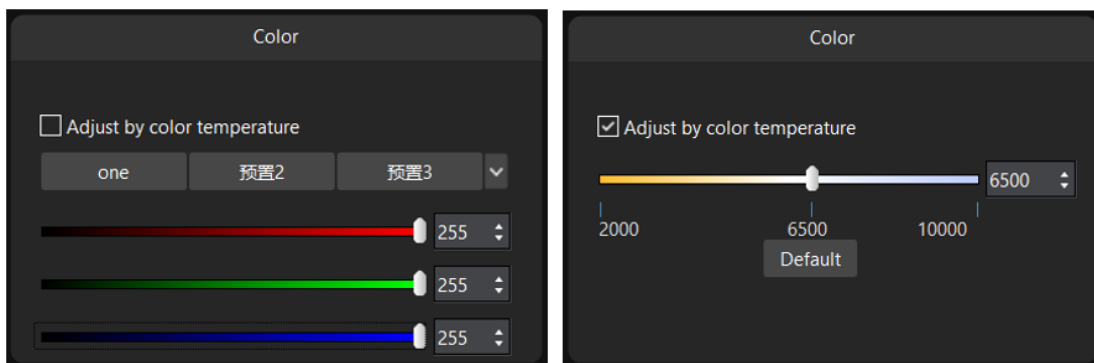 Color
Adjust by color temperature
one 预置2 预置3
255
255
255
Color
Adjust by color temperature
6500
2000 6500 10000
Default